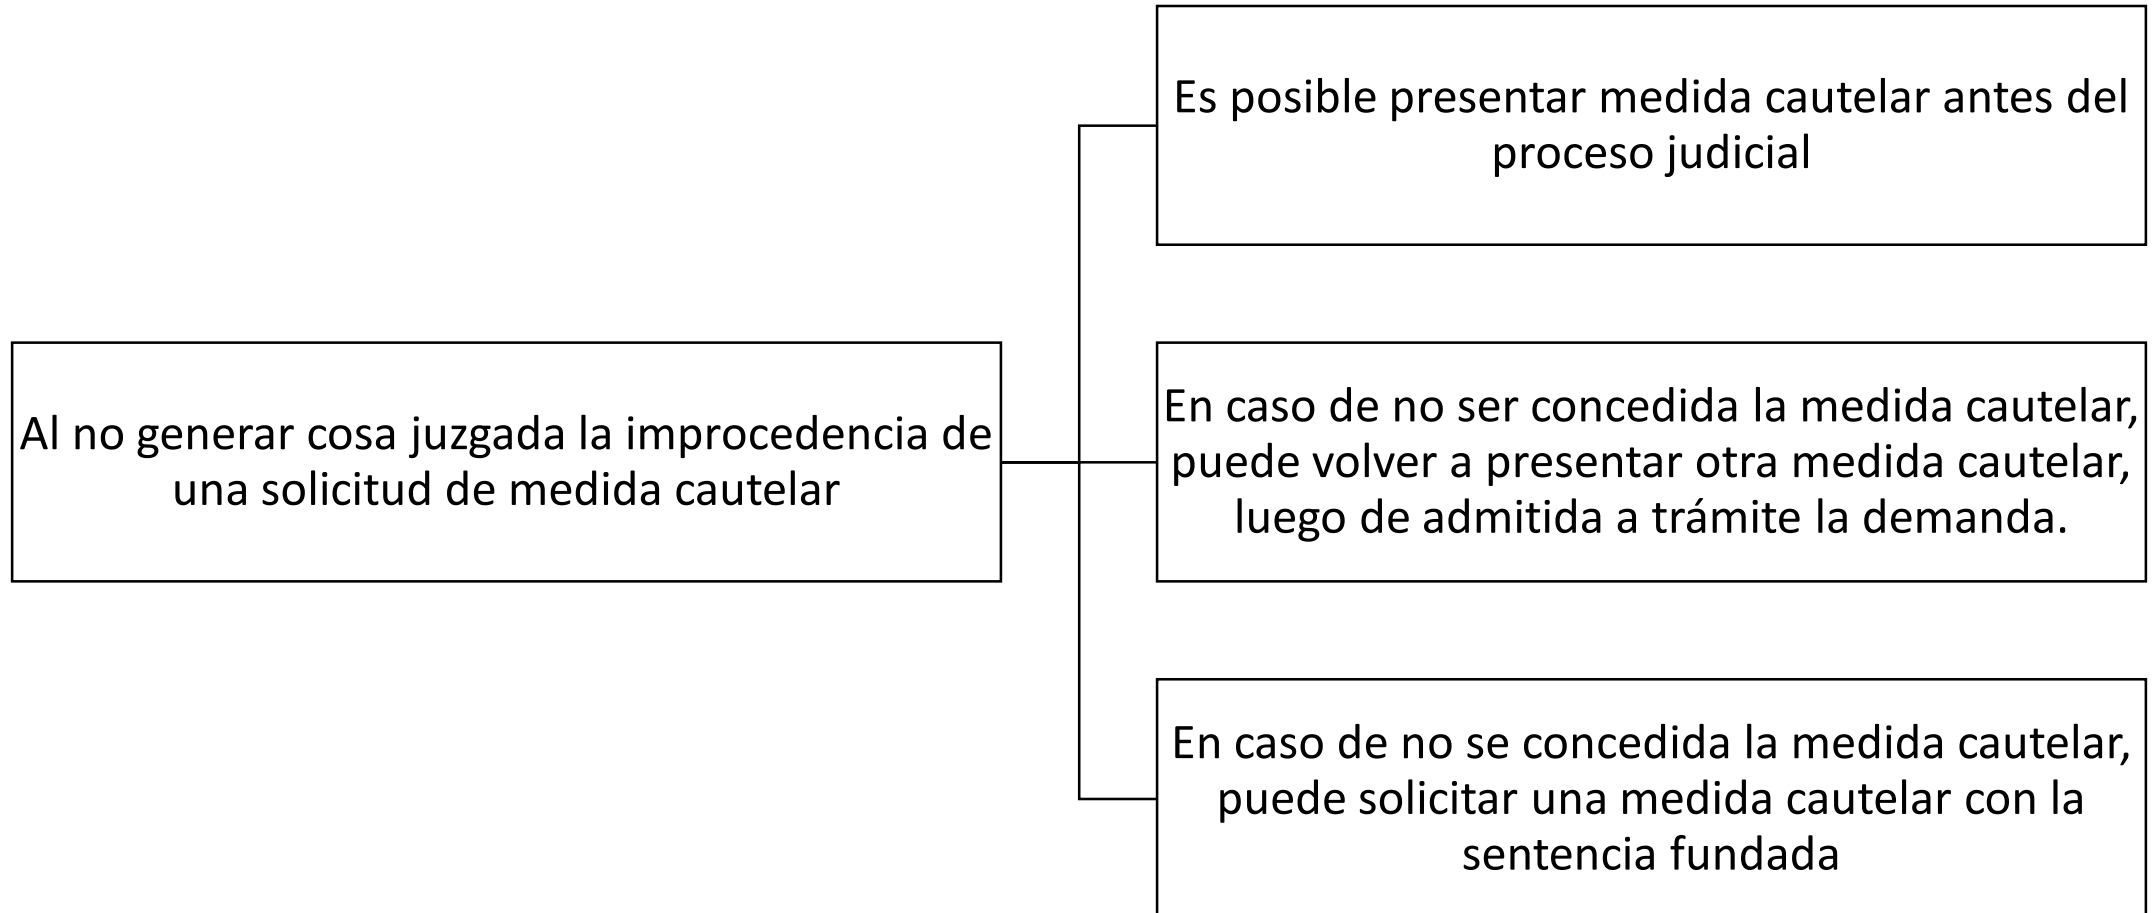 Es posible presentar medida cautelar antes del
proceso judicial
Al no generar cosa juzgada la improcedencia de
una solicitud de medida cautelar
En caso de no ser concedida la medida cautelar,
puede volver a presentar otra medida cautelar,
luego de admitida a trámite la demanda.
En caso de no se concedida la medida cautelar,
puede solicitar una medida cautelar con la
sentencia fundada